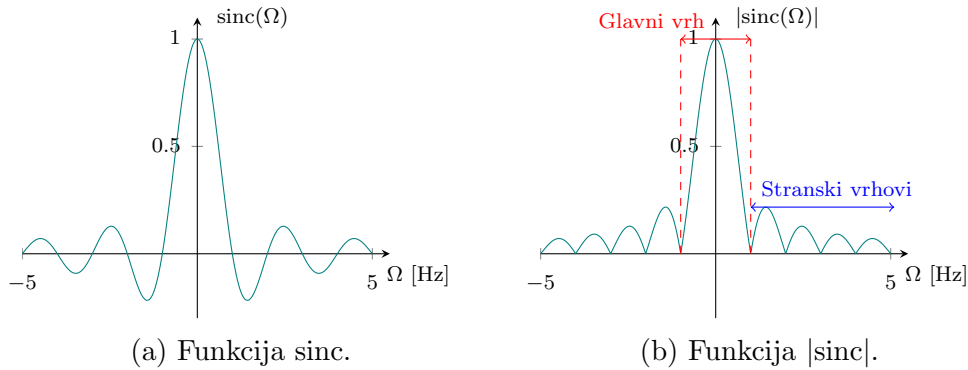 sinc(Ω)
1
0.5
−5
5
Ω [Hz]
(a) Funkcija sinc.
Glavni vrh
|sinc(Ω)|
1
0.5
Stranski vrhovi
−5
5
Ω [Hz]
(b) Funkcija |sinc|.